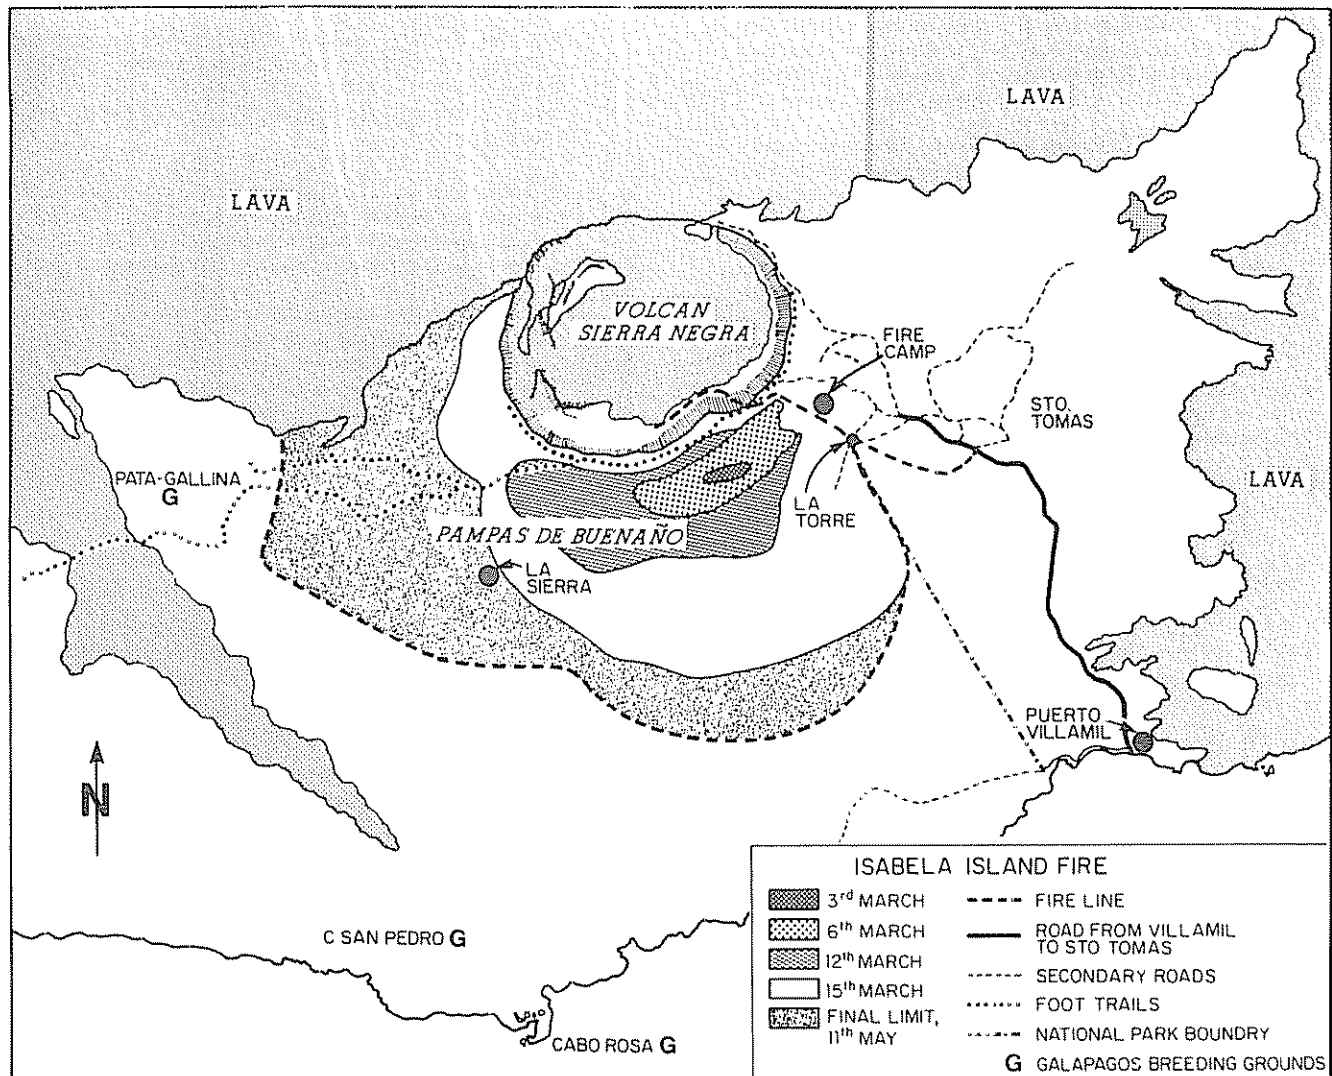 LAVA
LAVA
VOLCAN
SIERRA NEGRA
FIRE
CAMP
STO.
TOMAS
PATA-GALLINA
G
LAVA
LA
TORRE
PAMPAS DE BUENAÑO
LA
SIERRA
PUERTO
VILLAMIL
N
C SAN PEDRO G
CABO ROSA G
ISABELA ISLAND FIRE
3rd MARCH
6th MARCH
12th MARCH
15th MARCH
FINAL LIMIT,
11th MAY
FIRE LINE
ROAD FROM VILLAMIL
TO STO TOMAS
SECONDARY ROADS
FOOT TRAILS
NATIONAL PARK BOUNDRY
G GALAPAGOS BREEDING GROUNDS